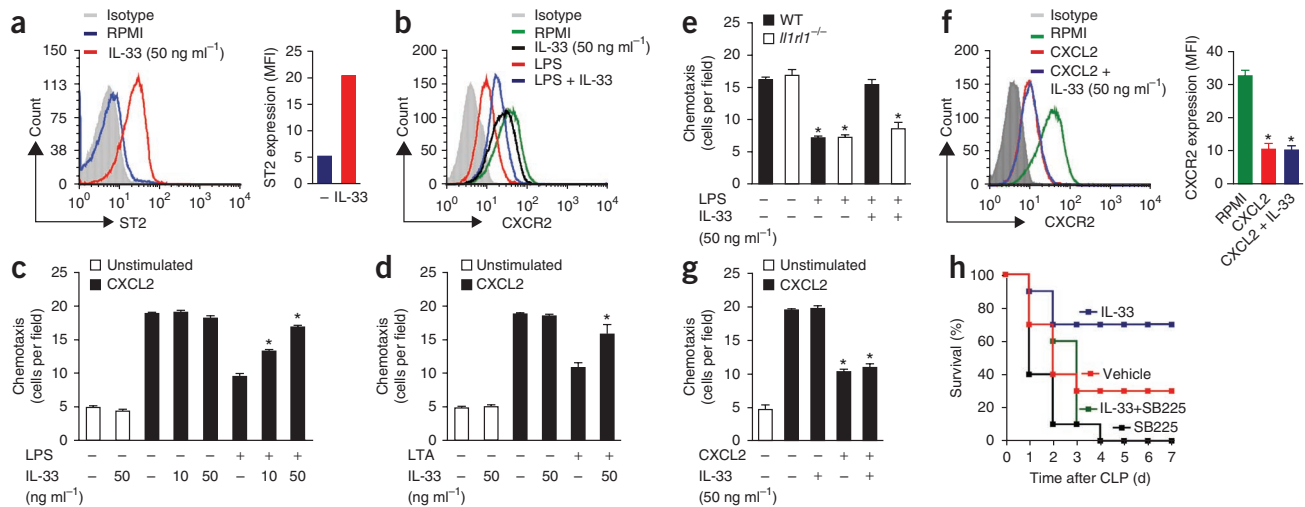 a
Isotype
RPMI
IL-33 (50 ng ml⁻¹)
150
113
75
38
0
Count
10⁰ 10¹ 10² 10³ 10⁴
ST2
25
20
15
10
5
0
ST2 expression (MFI)
– IL-33
b
Isotype
RPMI
IL-33 (50 ng ml⁻¹)
LPS
LPS + IL-33
200
150
100
50
0
Count
10⁰ 10¹ 10² 10³ 10⁴
CXCR2
e
WT
Il1rl1⁻/⁻
25
20
15
10
5
0
Chemotaxis
(cells per field)
* * *
LPS – – + + + +
IL-33 – – – – + +
(50 ng ml⁻¹)
f
Isotype
RPMI
CXCL2
CXCL2 +
IL-33 (50 ng ml⁻¹)
200
150
100
50
0
Count
10⁰ 10¹ 10² 10³ 10⁴
CXCR2
40
30
20
10
0
CXCR2 expression (MFI)
* *
RPMI
CXCL2
CXCL2 + IL-33
c
Unstimulated
CXCL2
25
20
15
10
5
0
Chemotaxis
(cells per field)
* *
LPS – – – – – + + +
IL-33 – 50 – 10 50 – 10 50
(ng ml⁻¹)
d
Unstimulated
CXCL2
25
20
15
10
5
0
Chemotaxis
(cells per field)
*
LTA – – – – + +
IL-33 – 50 – 50 – 50
(ng ml⁻¹)
g
Unstimulated
CXCL2
25
20
15
10
5
0
Chemotaxis
(cells per field)
* *
CXCL2 – – – + +
IL-33 – – + – +
(50 ng ml⁻¹)
h
100
80
60
40
20
0
Survival (%)
IL-33
Vehicle
IL-33+SB225
SB225
0 1 2 3 4 5 6 7
Time after CLP (d)